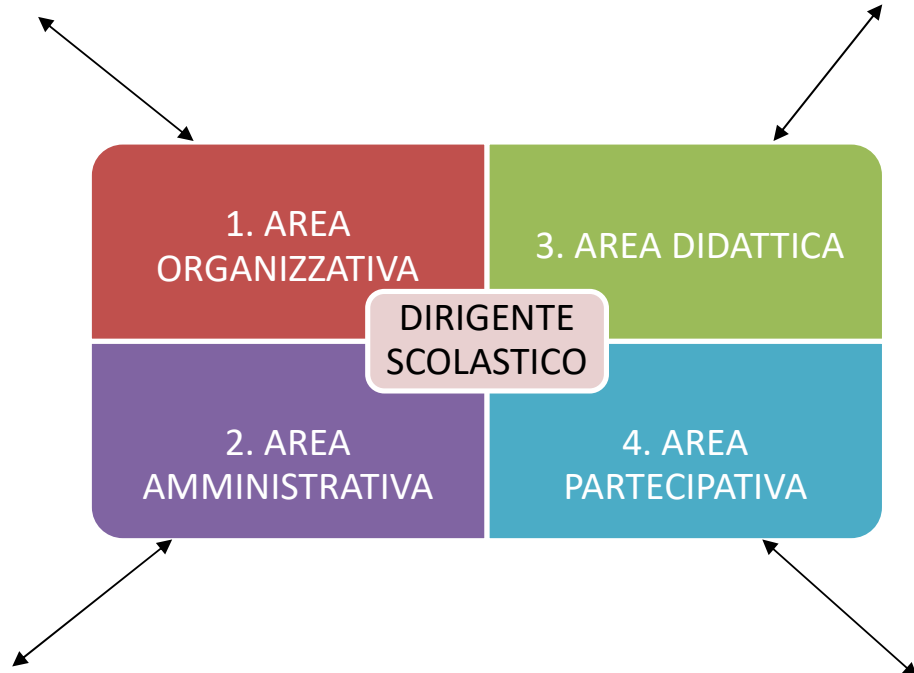 1. AREA
ORGANIZZATIVA
3. AREA DIDATTICA
DIRIGENTE
SCOLASTICO
2. AREA
AMMINISTRATIVA
4. AREA
PARTECIPATIVA